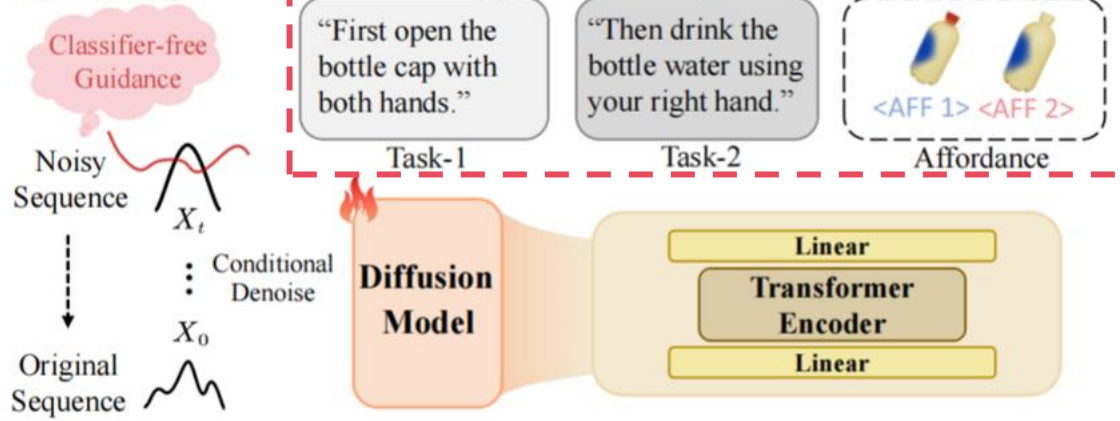 Classifier-free
Guidance
"First open the
bottle cap with
both hands."
Task-1
"Then drink the
bottle water using
your right hand."
Task-2
<AFF 1> <AFF 2>
Affordance
Noisy
Sequence
X_t
Conditional
Denoise
X_0
Original
Sequence
Diffusion
Model
Linear
Transformer
Encoder
Linear